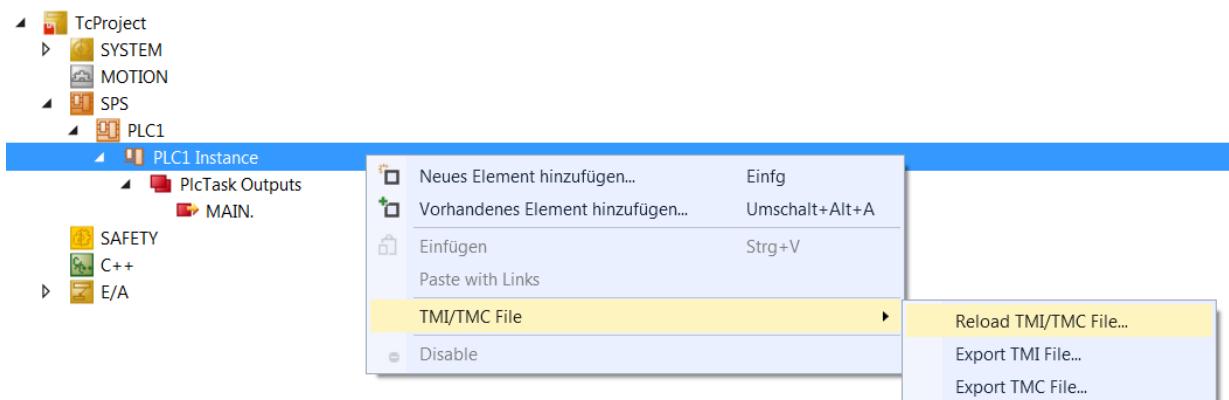 TcProject
SYSTEM
MOTION
SPS
PLC1
PLC1 Instance
PlcTask Outputs
MAIN.
SAFETY
C++
E/A
Neues Element hinzufügen... Einfg
Vorhandenes Element hinzufügen... Umschalt+Alt+A
Einfügen Strg+V
Paste with Links
TMI/TMC File
Disable
Reload TMI/TMC File...
Export TMI File...
Export TMC File...